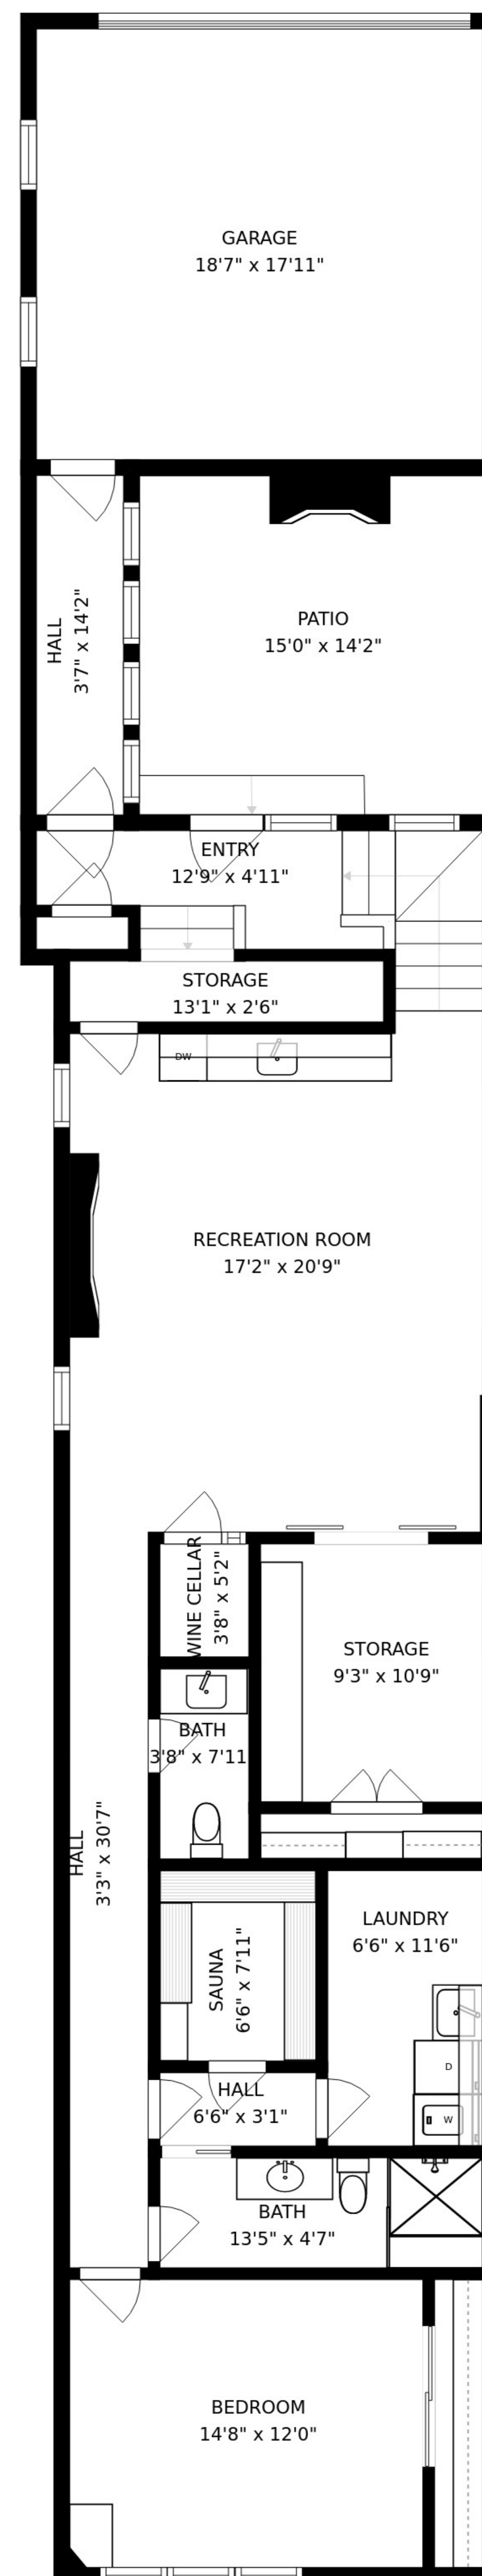 GARAGE
18'7" x 17'11"
HALL
3'7" x 14'2"
PATIO
15'0" x 14'2"
ENTRY
12'9" x 4'11"
STORAGE
13'1" x 2'6"
DW
RECREATION ROOM
17'2" x 20'9"
WINE CELLAR
3'8" x 5'2"
STORAGE
9'3" x 10'9"
BATH
3'8" x 7'11
HALL
3'3" x 30'7"
LAUNDRY
6'6" x 11'6"
SAUNA
6'6" x 7'11"
D
W
HALL
6'6" x 3'1"
BATH
13'5" x 4'7"
BEDROOM
14'8" x 12'0"